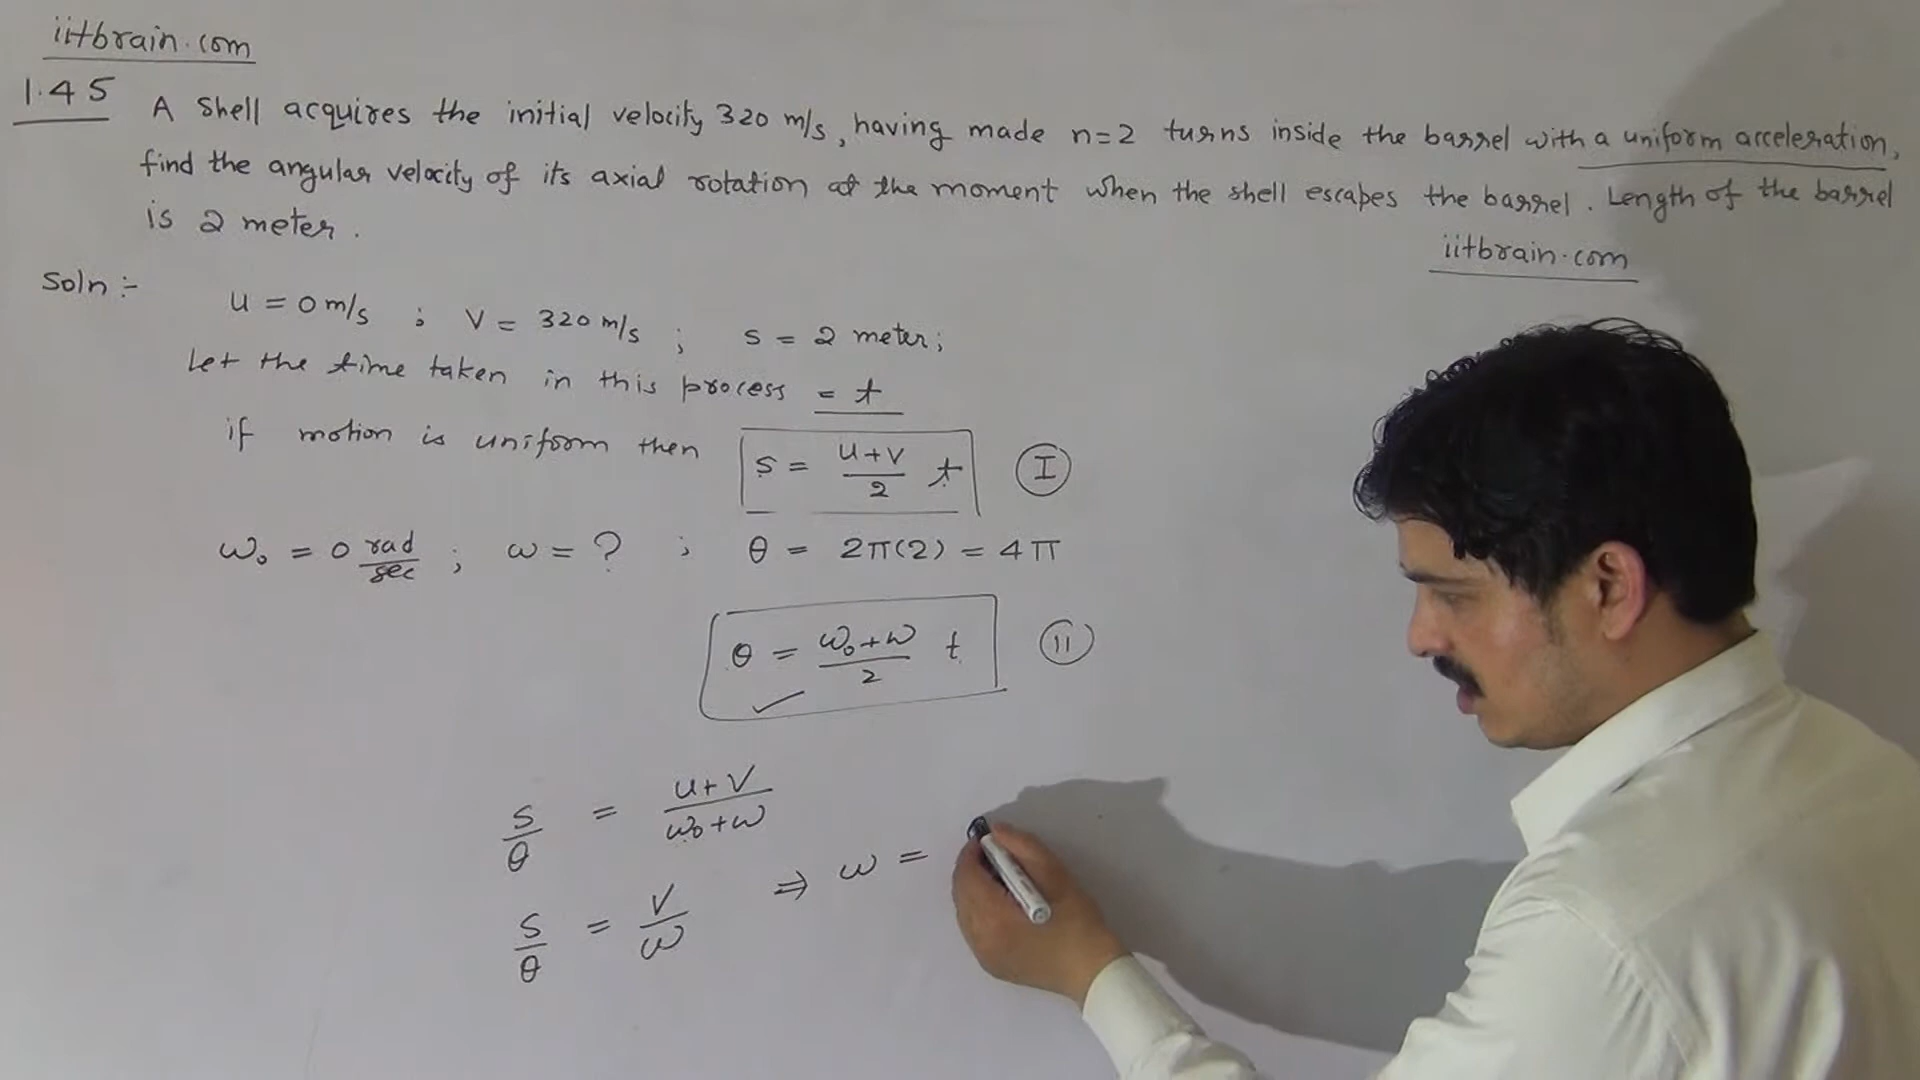 iitbrain.com
1.45 A Shell acquires the initial velocity 320 m/s, having made n=2 turns inside the barrel with a uniform acceleration,
find the angular velocity of its axial rotation at the moment when the shell escapes the barrel. Length of the barrel
is 2 meter.
iitbrain.com
Soln :-
u = 0 m/s ; V = 320 m/s ; s = 2 meter;
Let the time taken in this process = t
if motion is uniform then s = u+v/2 t (I)
ω₀ = 0 rad/sec ; ω = ? ; θ = 2π(2) = 4π
θ = ω₀+ω/2 t (II)
s/θ = u+V/ω₀+ω
s/θ = V/ω ⇒ ω =